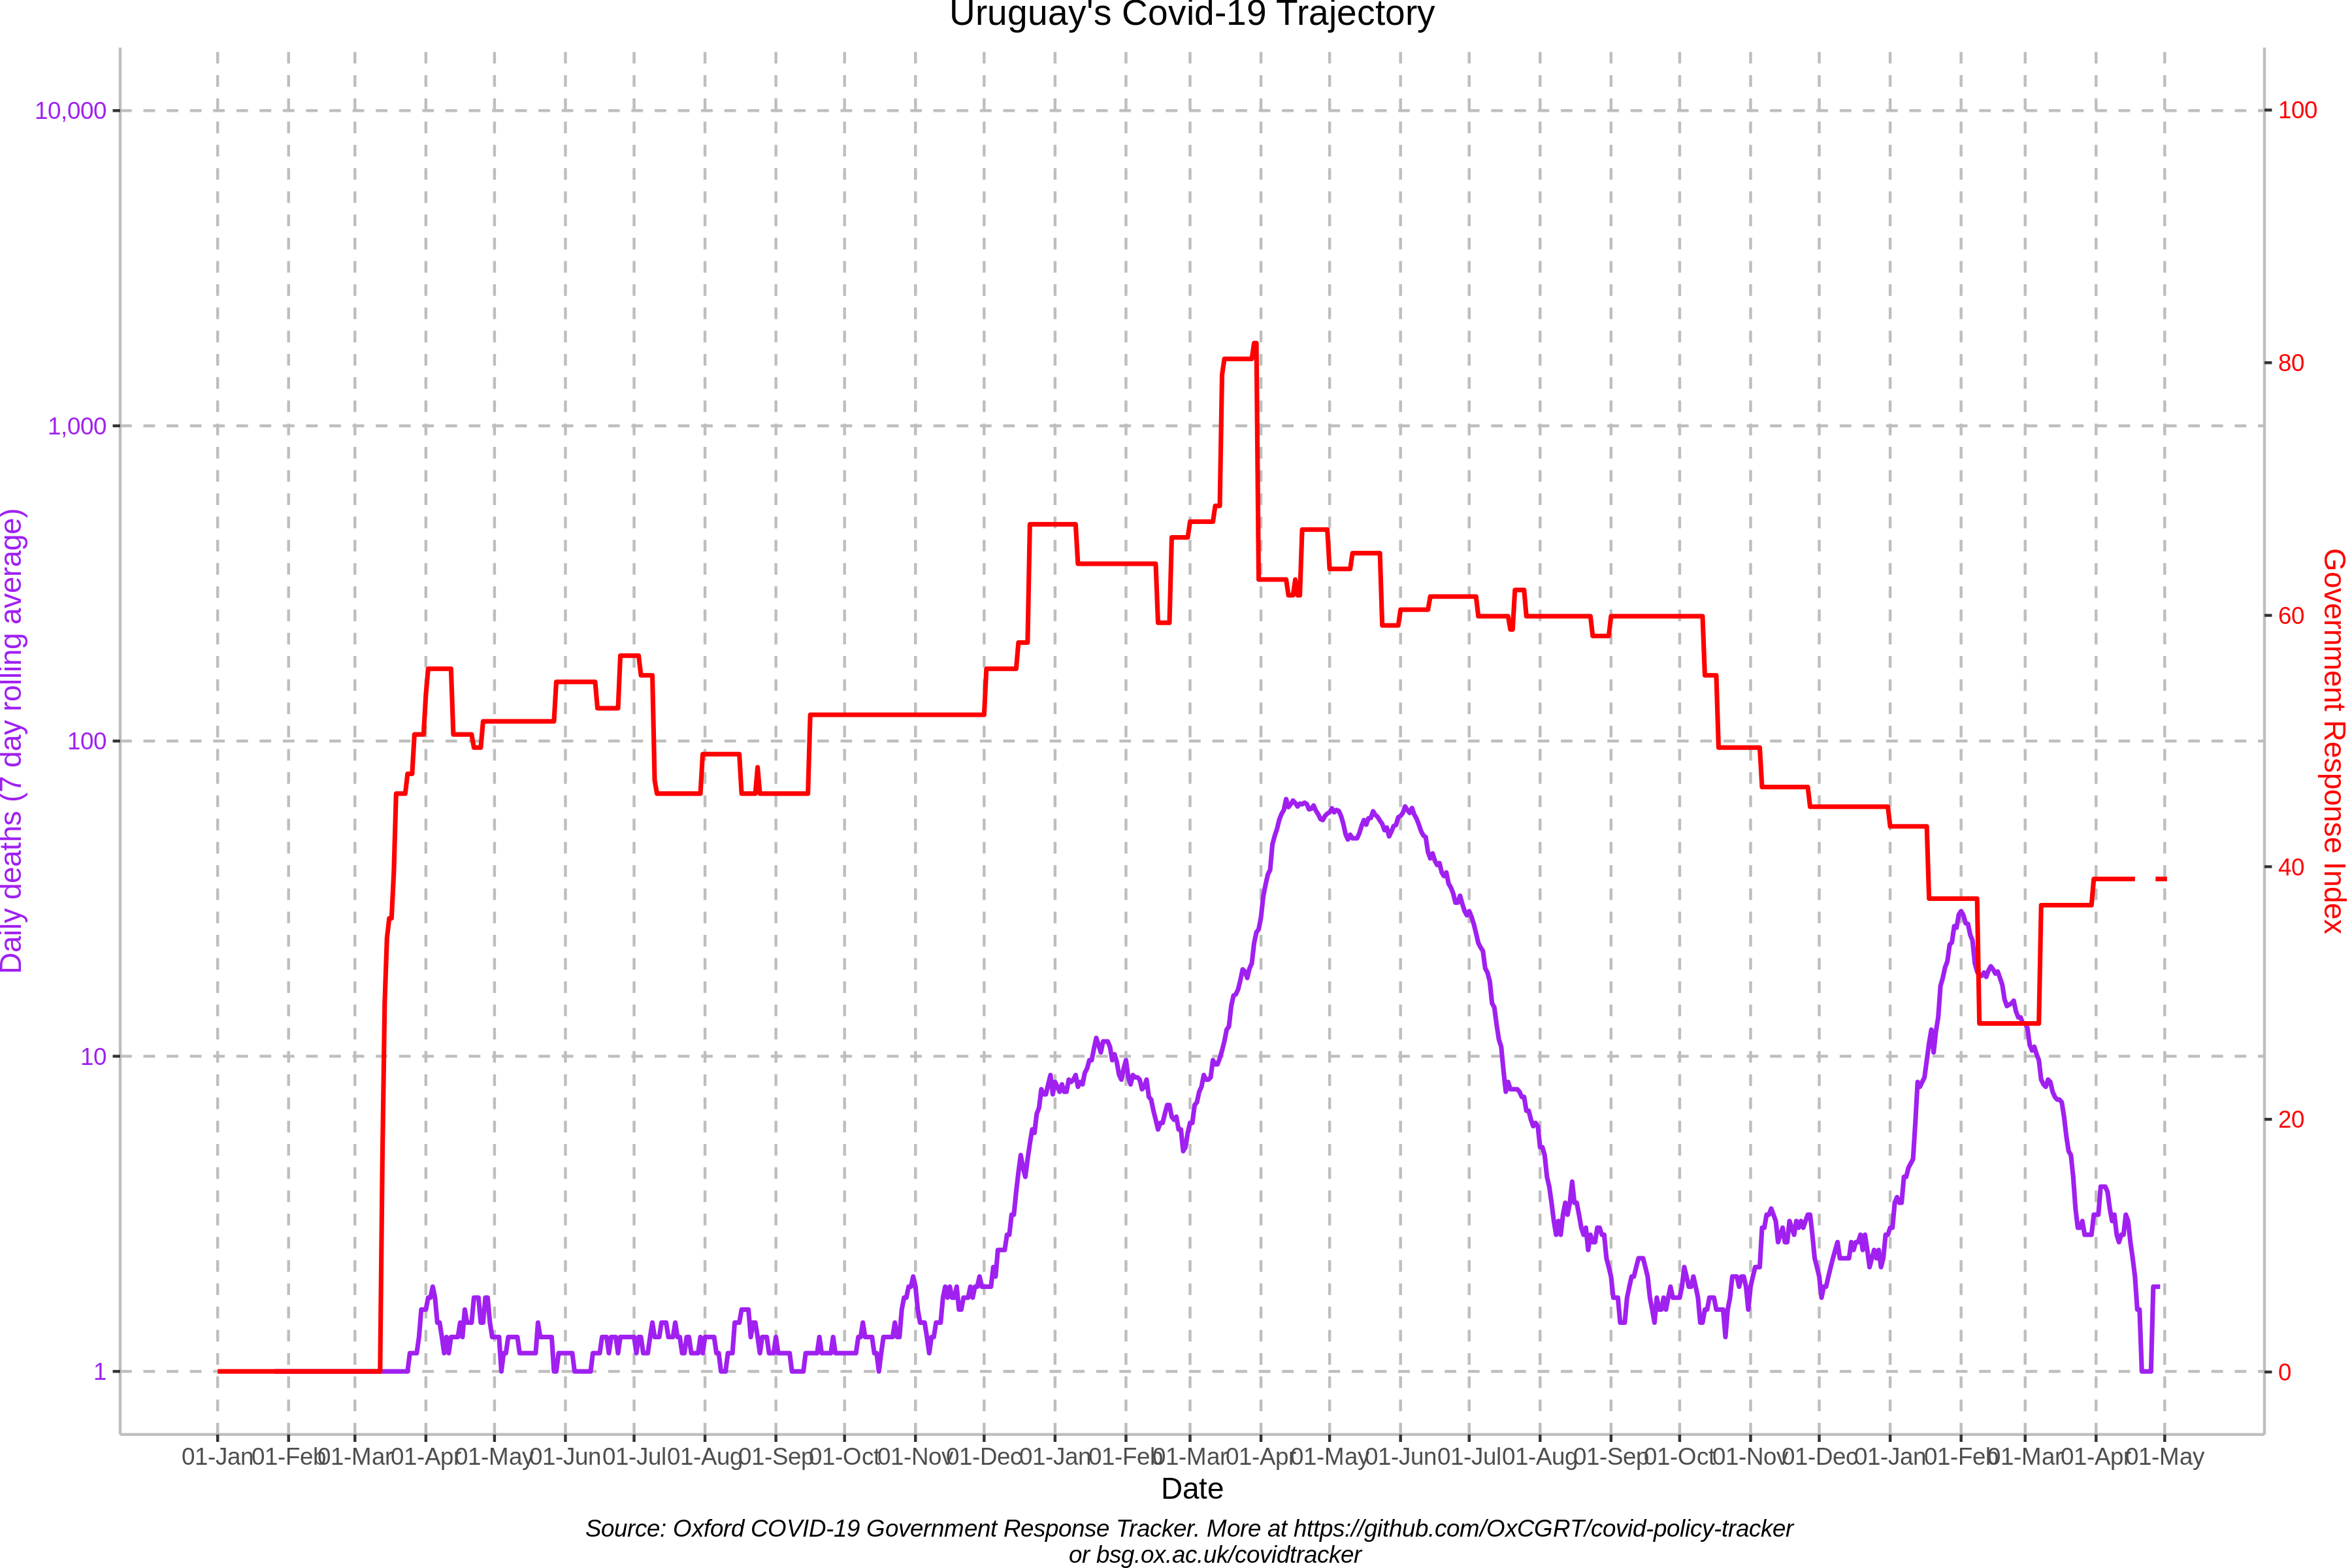 Uruguay's Covid-19 Trajectory
10,000
1,000
100
10
1
Daily deaths (7 day rolling average)
100
80
60
40
20
0
Government Response Index
01-Jan
01-Feb
01-Mar
01-Apr
01-May
01-Jun
01-Jul
01-Aug
01-Sep
01-Oct
01-Nov
01-Dec
01-Jan
01-Feb
01-Mar
01-Apr
01-May
01-Jun
01-Jul
01-Aug
01-Sep
01-Oct
01-Nov
01-Dec
01-Jan
01-Feb
01-Mar
01-Apr
01-May
Date
Source: Oxford COVID-19 Government Response Tracker. More at https://github.com/OxCGRT/covid-policy-tracker
or bsg.ox.ac.uk/covidtracker